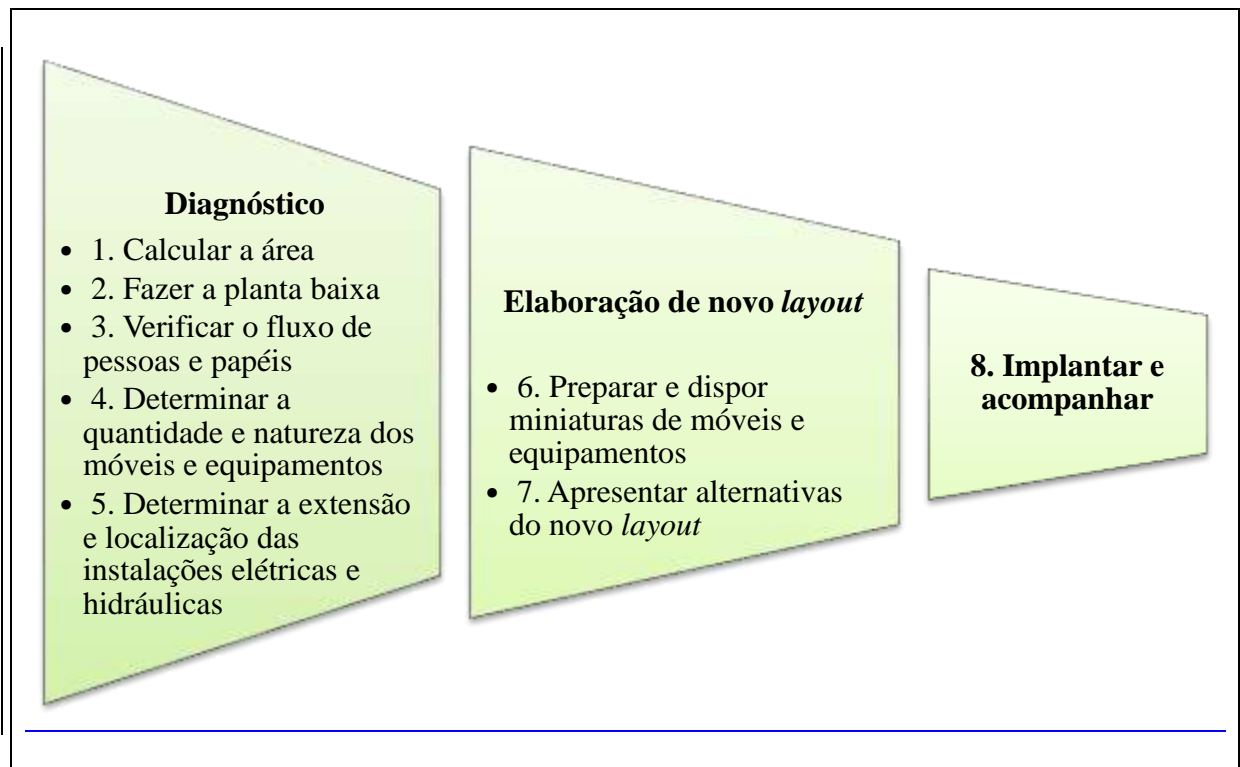 Diagnóstico
• 1. Calcular a área
• 2. Fazer a planta baixa
• 3. Verificar o fluxo de
pessoas e papéis
• 4. Determinar a
quantidade e natureza dos
móveis e equipamentos
• 5. Determinar a extensão
e localização das
instalações elétricas e
hidráulicas
Elaboração de novo layout
• 6. Preparar e dispor
miniaturas de móveis e
equipamentos
• 7. Apresentar alternativas
do novo layout
8. Implantar e
acompanhar